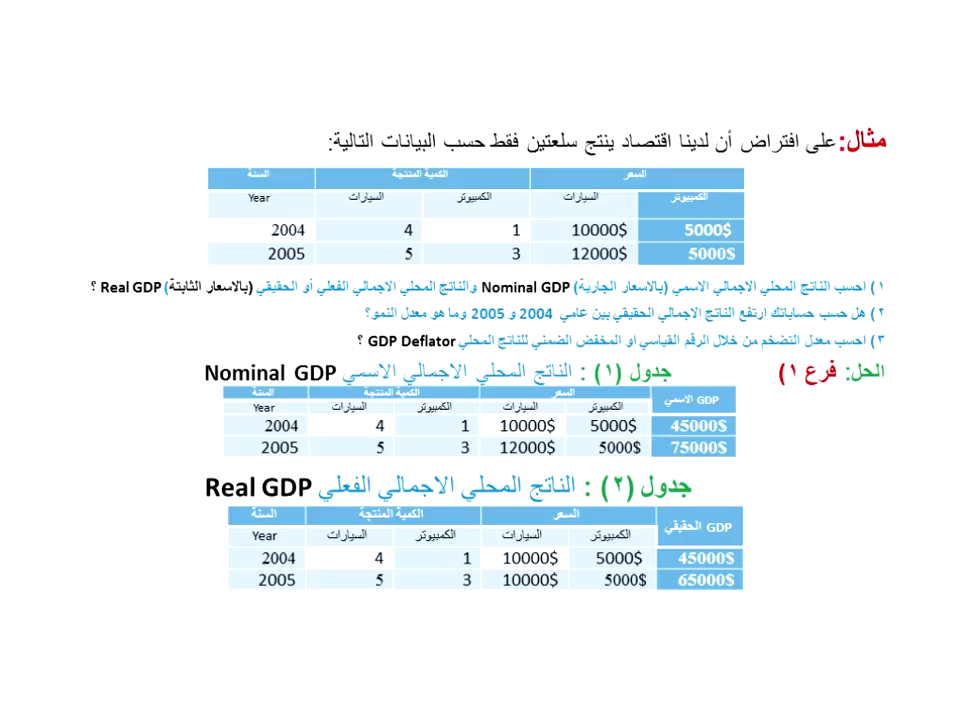 مثال: على افتراض أن لدينا اقتصاد ينتج سلعتين فقط حسب البيانات التالية:
السنة الكمية المنتجة السعر
Year السيارات الكمبيوتر السيارات الكمبيوتر
2004 4 1 10000$ 5000$
2005 5 3 12000$ 5000$
١) احسب الناتج المحلي الاجمالي الاسمي (بالاسعار الجارية) Nominal GDP والناتج المحلي الاجمالي الفعلي أو الحقيقي (بالاسعار الثابتة) Real GDP ؟
٢) هل حسب حساباتك ارتفع الناتج الاجمالي الحقيقي بين عامي 2004 و 2005 وما هو معدل النمو؟
٣) احسب معدل التضخم من خلال الرقم القياسي او المخفض الضمني للناتج المحلي GDP Deflator ؟
الحل: فرع ١) جدول (١) : الناتج المحلي الاجمالي الاسمي Nominal GDP
السنة الكمية المنتجة السعر GDP الاسمي
Year السيارات الكمبيوتر السيارات الكمبيوتر
2004 4 1 10000$ 5000$ 45000$
2005 5 3 12000$ 5000$ 75000$
جدول (٢) : الناتج المحلي الاجمالي الفعلي Real GDP
السنة الكمية المنتجة السعر GDP الحقيقي
Year السيارات الكمبيوتر السيارات الكمبيوتر
2004 4 1 10000$ 5000$ 45000$
2005 5 3 10000$ 5000$ 65000$